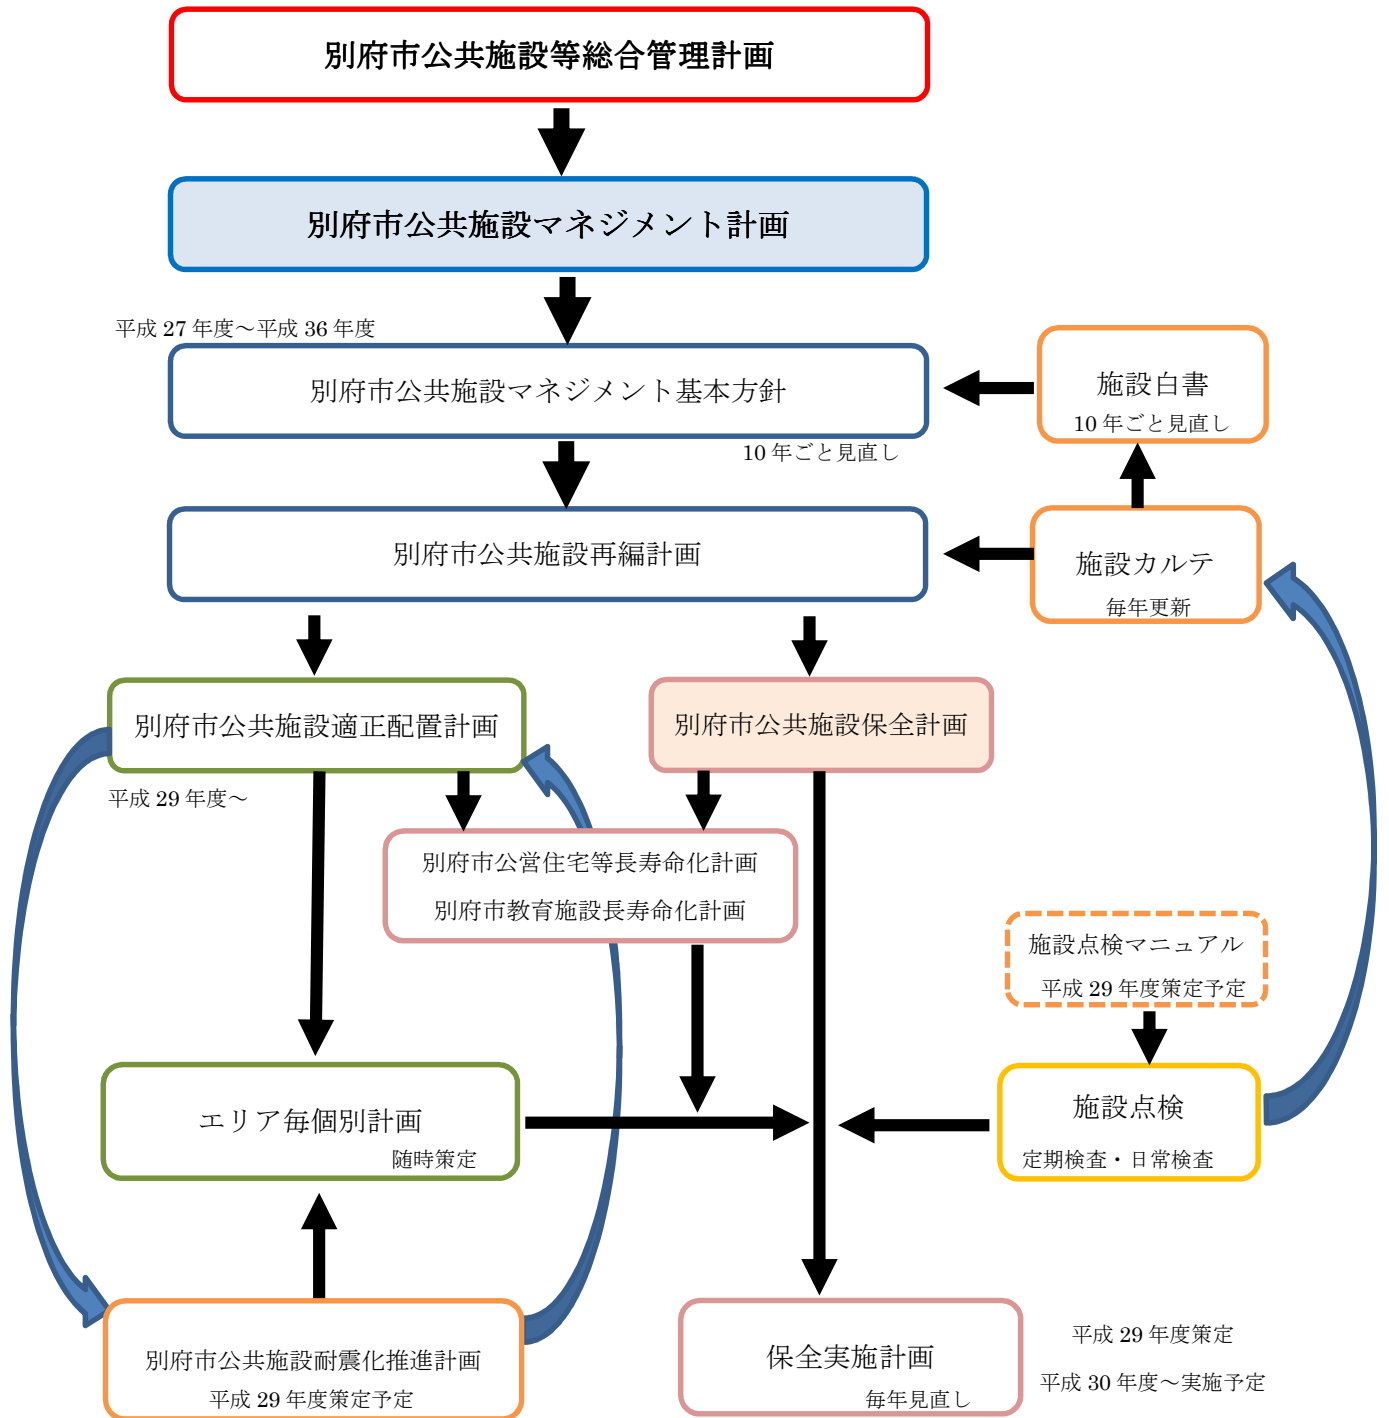 別府市公共施設等総合管理計画
別府市公共施設マネジメント計画
平成 27 年度～平成 36 年度
別府市公共施設マネジメント基本方針
10 年ごと見直し
施設白書
10 年ごと見直し
別府市公共施設再編計画
施設カルテ
毎年更新
別府市公共施設適正配置計画
平成 29 年度～
別府市公共施設保全計画
別府市公営住宅等長寿命化計画
別府市教育施設長寿命化計画
施設点検マニュアル
平成 29 年度策定予定
エリア毎個別計画
随時策定
施設点検
定期検査・日常検査
別府市公共施設耐震化推進計画
平成 29 年度策定予定
保全実施計画
毎年見直し
平成 29 年度策定
平成 30 年度～実施予定